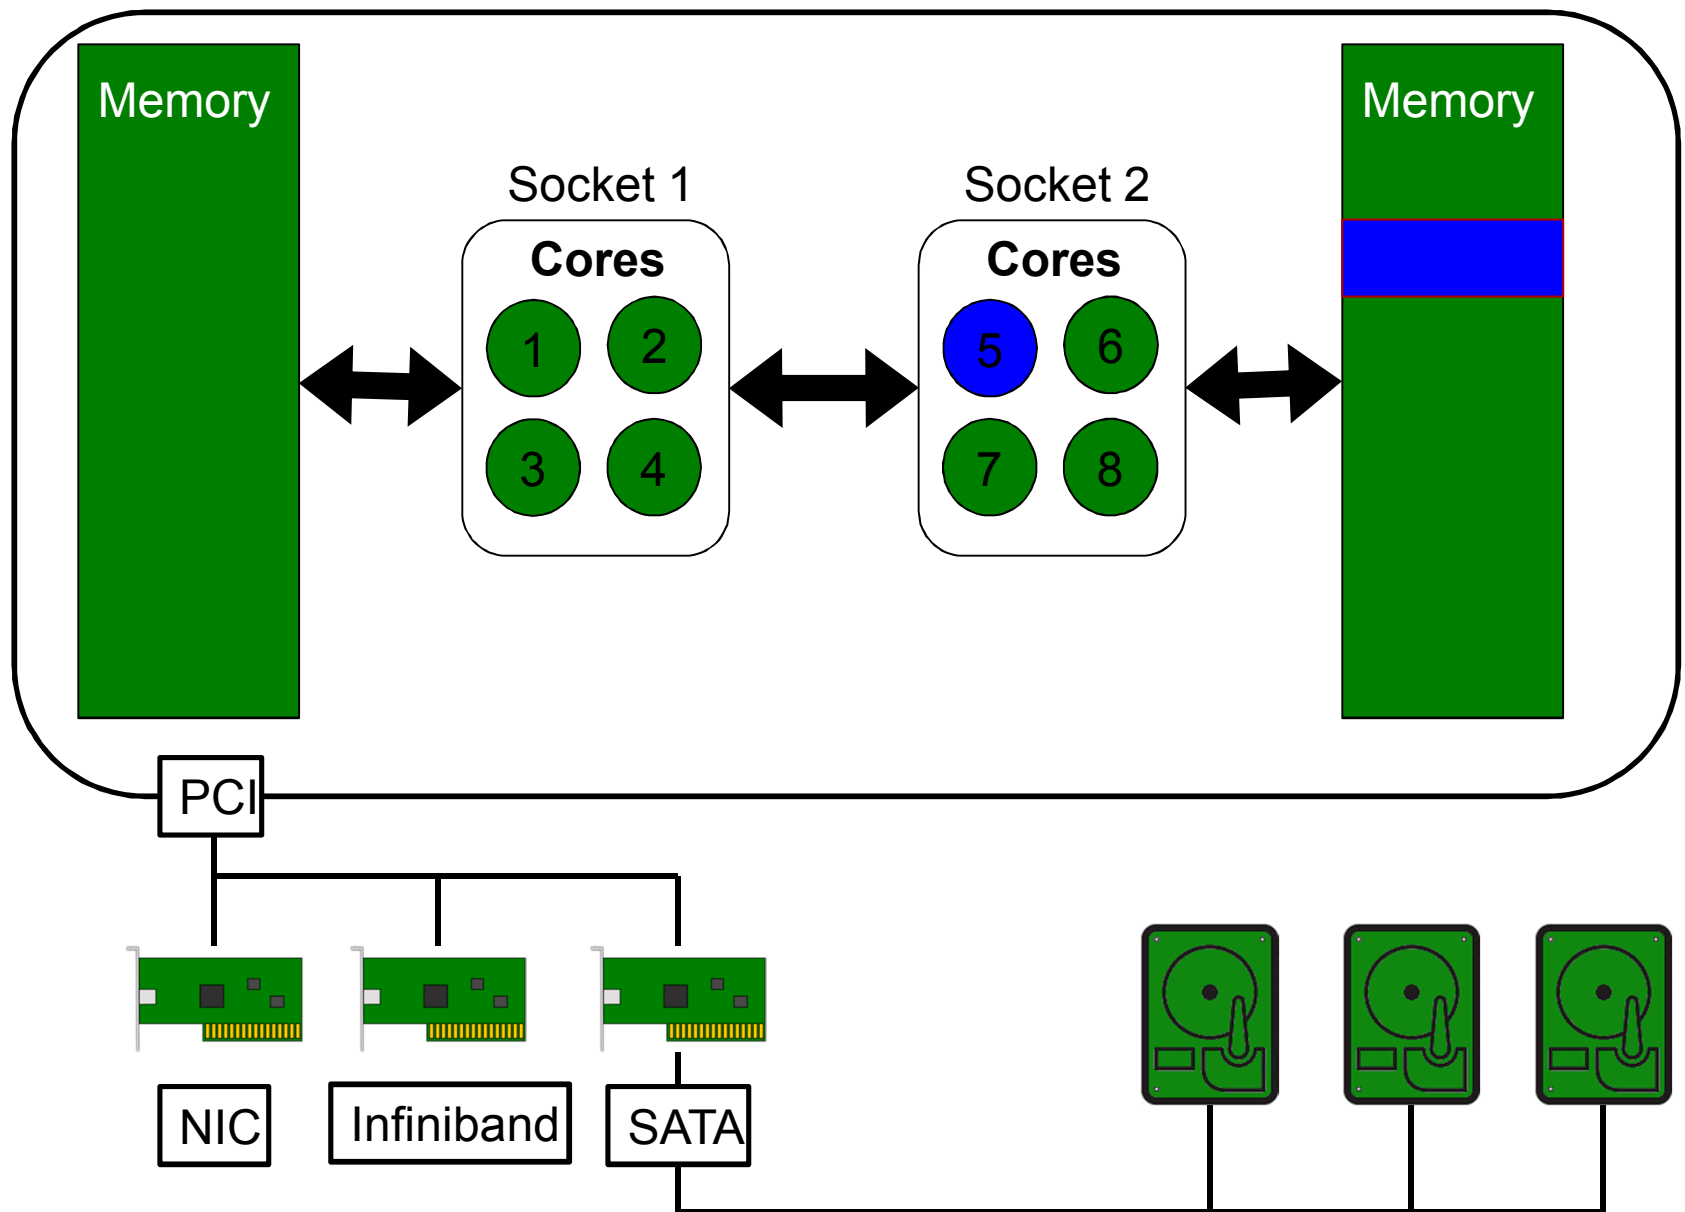 Memory
Memory
Socket 1
Socket 2
Cores
Cores
1
2
5
6
3
4
7
8
PCI
NIC
Infiniband
SATA